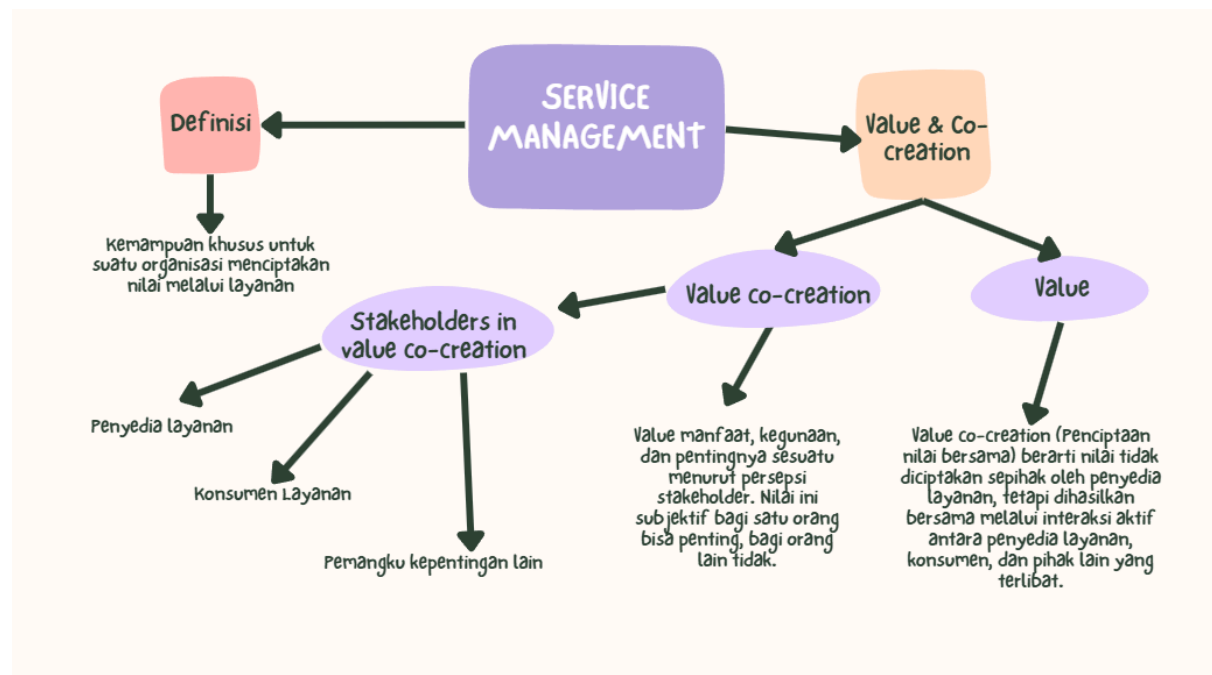 SERVICE
MANAGEMENT
Definisi
Value & Co-
creation
Kemampuan khusus untuk
suatu organisasi menciptakan
nilai melalui layanan
Value co-creation
Value
Stakeholders in
value co-creation
Penyedia layanan
Konsumen Layanan
Pemangku kepentingan lain
Value manfaat, kegunaan,
dan pentingnya sesuatu
menurut persepsi
stakeholder. Nilai ini
subjektif bagi satu orang
bisa penting, bagi orang
lain tidak.
Value co-creation (Penciptaan
nilai bersama) berarti nilai tidak
diciptakan sepihak oleh penyedia
layanan, tetapi dihasilkan
bersama melalui interaksi aktif
antara penyedia layanan,
konsumen, dan pihak lain yang
terlibat.